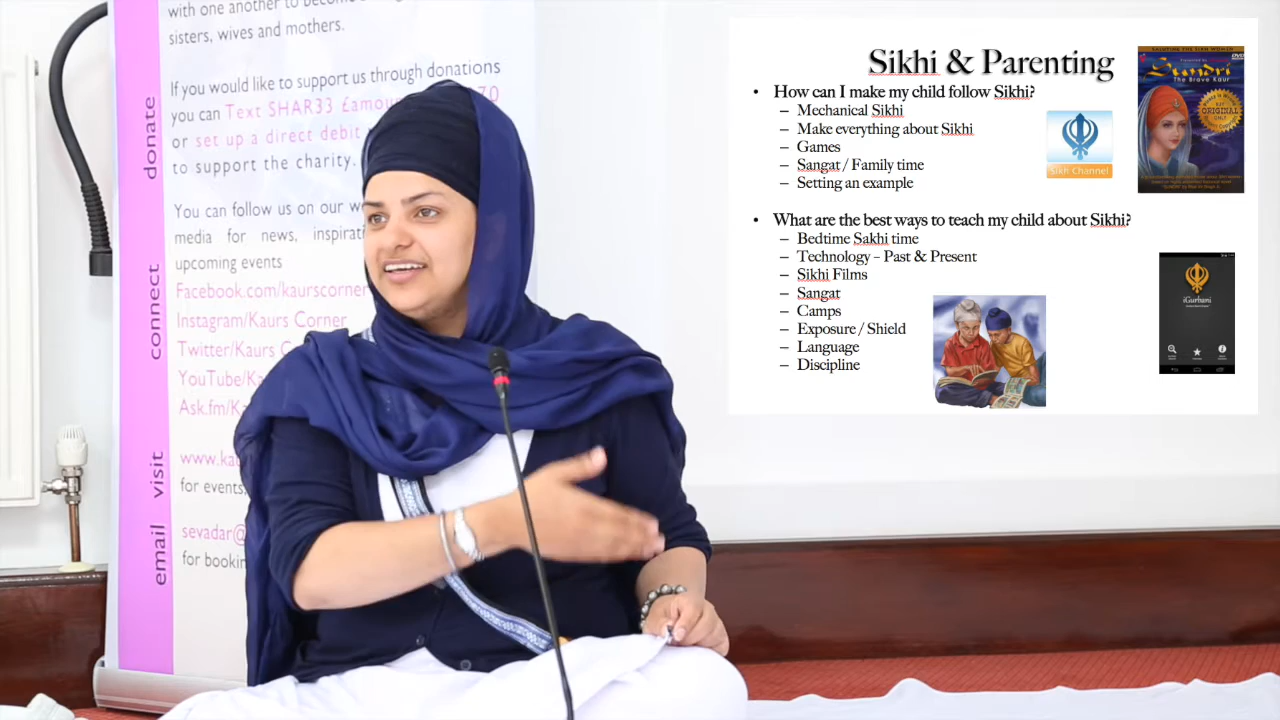 with one another to become
sisters, wives and mothers.
If you would like to support us through donations
you can Text SHAR33 £amou 70
or set up a direct debit
to support the charity.
You can follow us on our
media for news,
upcoming events
Facebook.com/kaurscorner
Instagram/Kaurs Corner
Twitter/Kaurs
YouTube/
Ask.fm/
www.
for events
sevadar@
for
donate
connect
visit
email
Sikhi & Parenting
• How can I make my child follow Sikhi?
– Mechanical Sikhi
– Make everything about Sikhi
– Games
– Sangat / Family time
– Setting an example
• What are the best ways to teach my child about Sikhi?
– Bedtime Sakhi time
– Technology – Past & Present
– Sikhi Films
– Sangat
– Camps
– Exposure / Shield
– Language
– Discipline
Sikh Channel
DVD
Sundri
The Brave Kaur
ORIGINAL
iGurbani